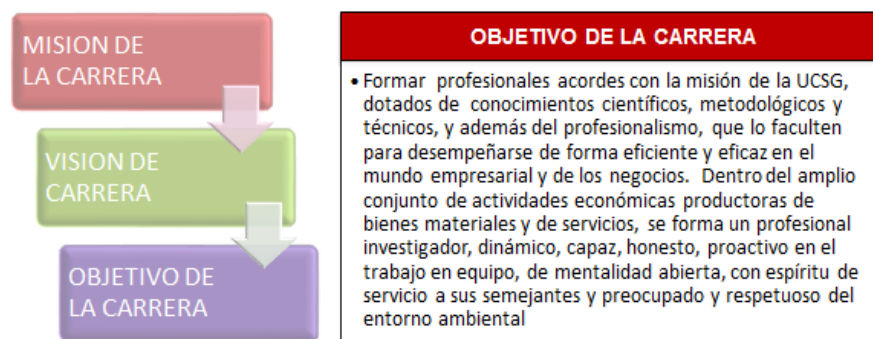 MISION DE
LA CARRERA
VISION DE
CARRERA
OBJETIVO DE
LA CARRERA
OBJETIVO DE LA CARRERA
• Formar profesionales acordes con la misión de la UCSG,
dotados de conocimientos científicos, metodológicos y
técnicos, y además del profesionalismo, que lo faculten
para desempeñarse de forma eficiente y eficaz en el
mundo empresarial y de los negocios. Dentro del amplio
conjunto de actividades económicas productoras de
bienes materiales y de servicios, se forma un profesional
investigador, dinámico, capaz, honesto, proactivo en el
trabajo en equipo, de mentalidad abierta, con espíritu de
servicio a sus semejantes y preocupado y respetuoso del
entorno ambiental